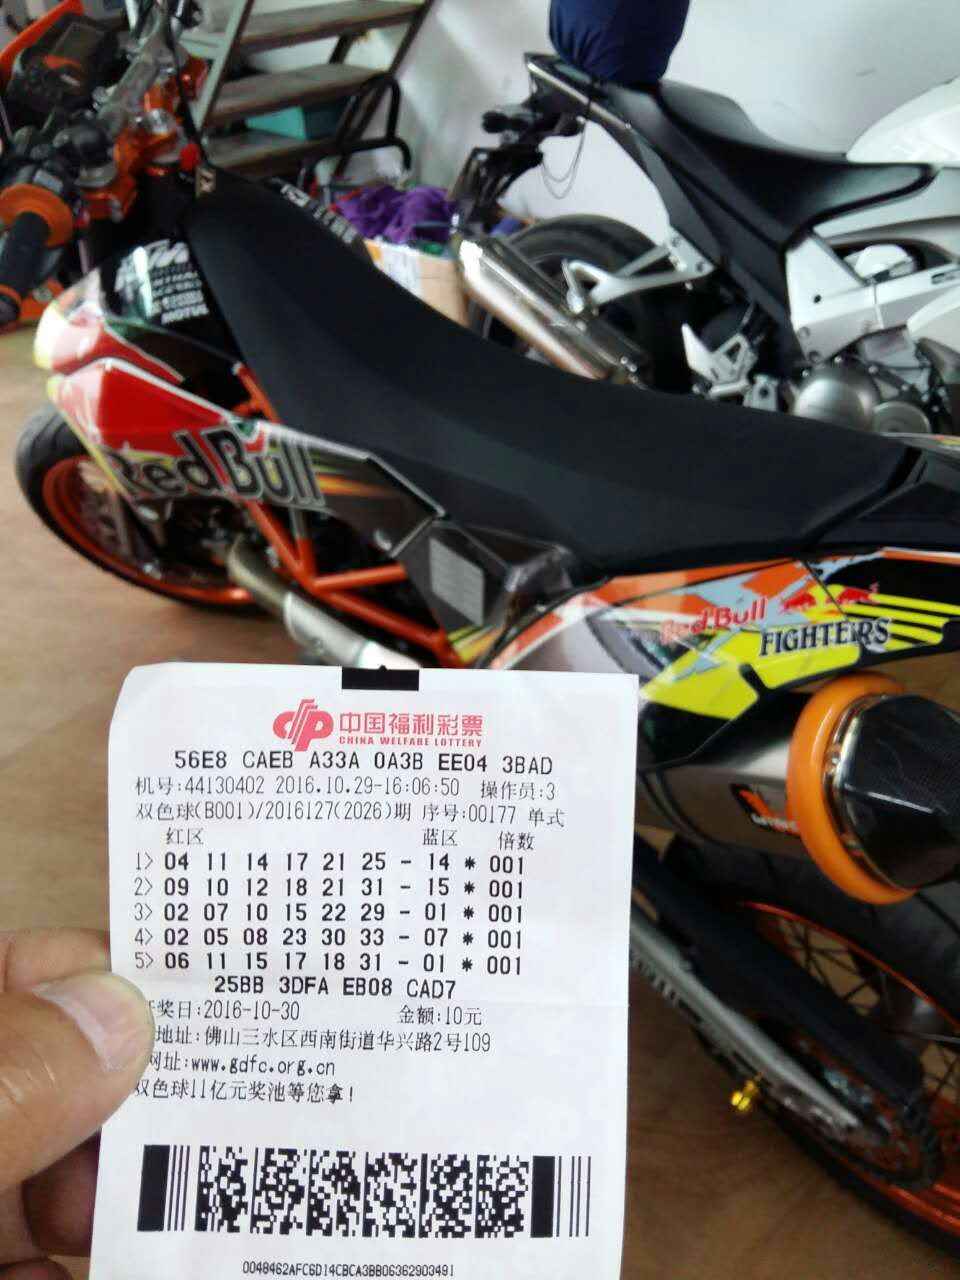 MOTUL
Red Bull
Red Bull
FIGHTERS
中国福利彩票
CHINA WELFARE LOTTERY
56E8 CAEB A33A 0A3B EE04 3BAD
机号:44130402 2016.10.29-16:06:50 操作员:3
双色球(B001)/2016127(2026)期 序号:00177 单式
红区 蓝区 倍数
1> 04 11 14 17 21 25 - 14 * 001
2> 09 10 12 18 21 31 - 15 * 001
3> 02 07 10 15 22 29 - 01 * 001
4> 02 05 08 23 30 33 - 07 * 001
5> 06 11 15 17 18 31 - 01 * 001
25BB 3DFA EB08 CAD7
奖日:2016-10-30 金额:10元
地址:佛山三水区西南街道华兴路2号109
网址:www.gdfc.org.cn
双色球11亿元奖池等您拿!
0048462AFC6D14CBCA3BB06362903491